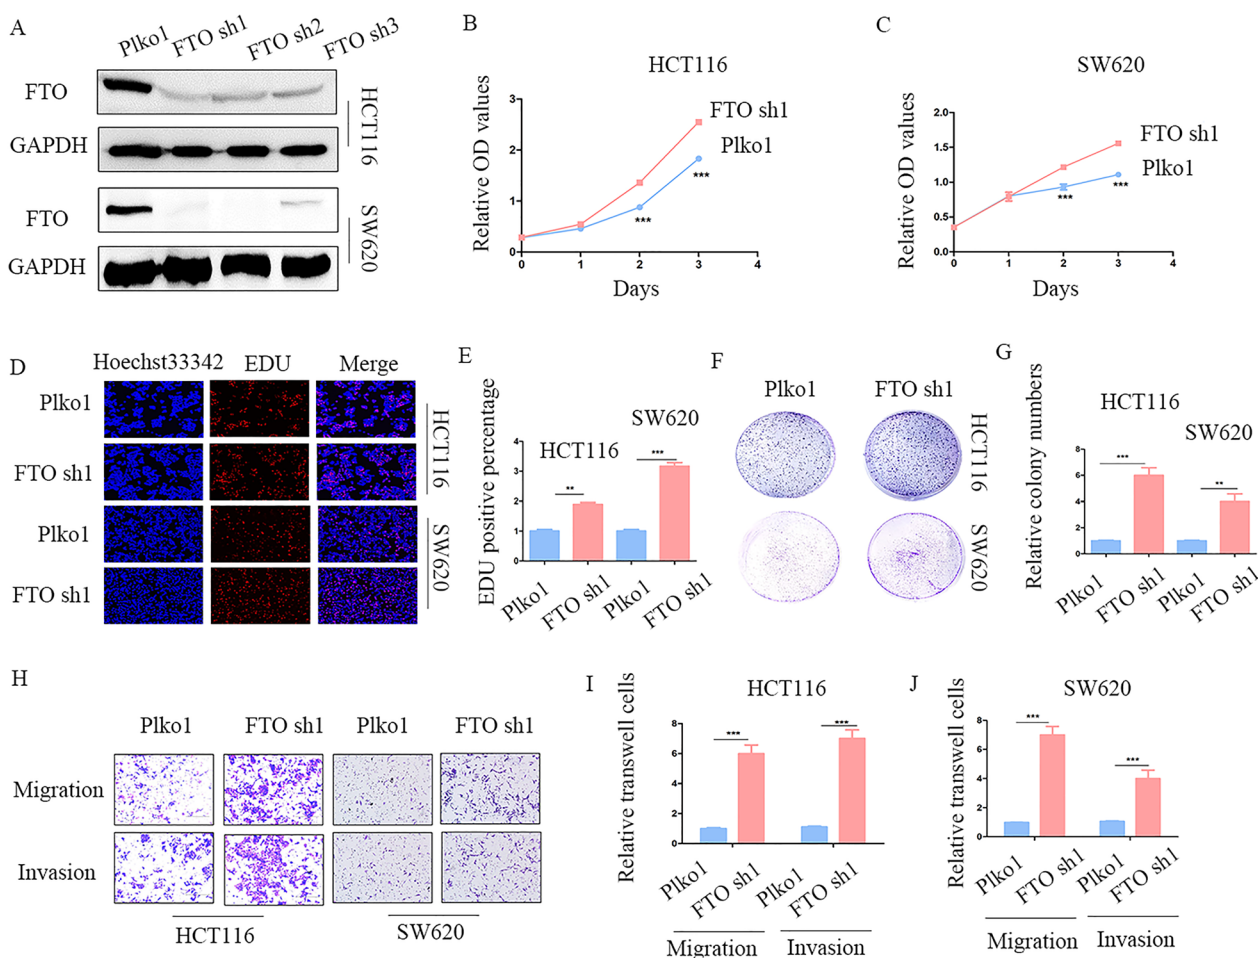 A
Plko1
FTO sh1
FTO sh2
FTO sh3
FTO
GAPDH
HCT116
FTO
GAPDH
SW620
B
HCT116
Relative OD values
3
2
1
0
0 1 2 3 4
Days
FTO sh1
Plko1
***
***
C
SW620
Relative OD values
2.0
1.5
1.0
0.5
0.0
0 1 2 3 4
Days
FTO sh1
Plko1
***
***
D
Hoechst33342 EDU Merge
Plko1
FTO sh1
HCT116
Plko1
FTO sh1
SW620
E
EDU positive percentage
HCT116
SW620
4
3
2
1
0
**
***
Plko1
FTO sh1
Plko1
FTO sh1
F
Plko1 FTO sh1
HCT116
SW620
G
Relative colony numbers
HCT116
SW620
8
6
4
2
0
***
**
Plko1
FTO sh1
Plko1
FTO sh1
H
Plko1 FTO sh1 Plko1 FTO sh1
Migration
Invasion
HCT116 SW620
I
HCT116
Relative transwell cells
8
6
4
2
0
***
***
Plko1
FTO sh1
Plko1
FTO sh1
Migration Invasion
J
SW620
Relative transwell cells
8
6
4
2
0
***
***
Plko1
FTO sh1
Plko1
FTO sh1
Migration Invasion